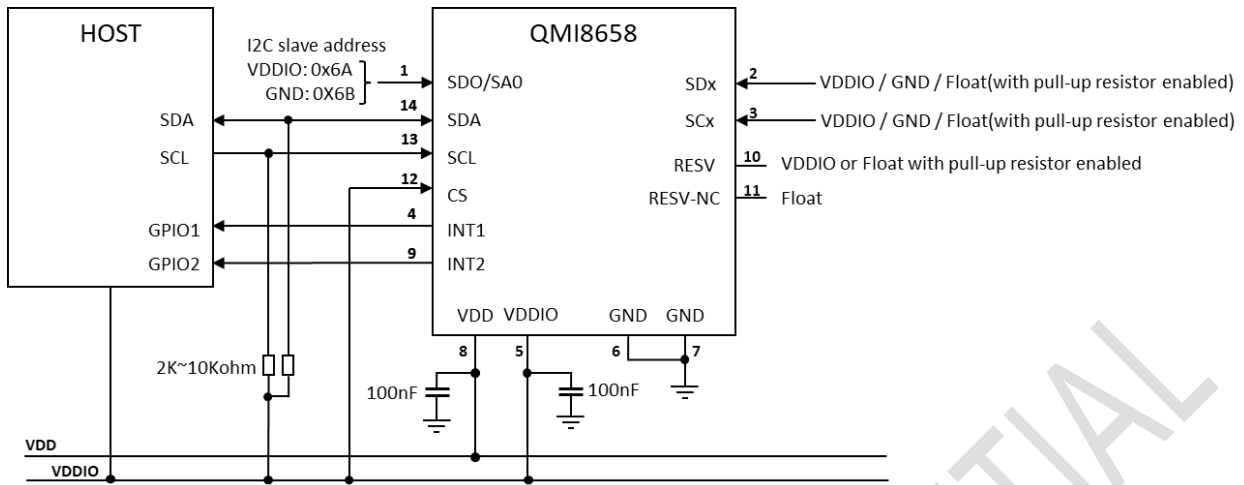 HOST
QMI8658
I2C slave address
VDDIO: 0x6A
GND: 0X6B
1
SDO/SA0
SDx
2
VDDIO / GND / Float(with pull-up resistor enabled)
SDA
14
SDA
SCx
3
VDDIO / GND / Float(with pull-up resistor enabled)
SCL
13
SCL
RESV
10
VDDIO or Float with pull-up resistor enabled
12
CS
RESV-NC
11
Float
GPIO1
4
INT1
GPIO2
9
INT2
VDD
VDDIO
GND
GND
8
5
6
7
2K~10Kohm
100nF
100nF
VDD
VDDIO